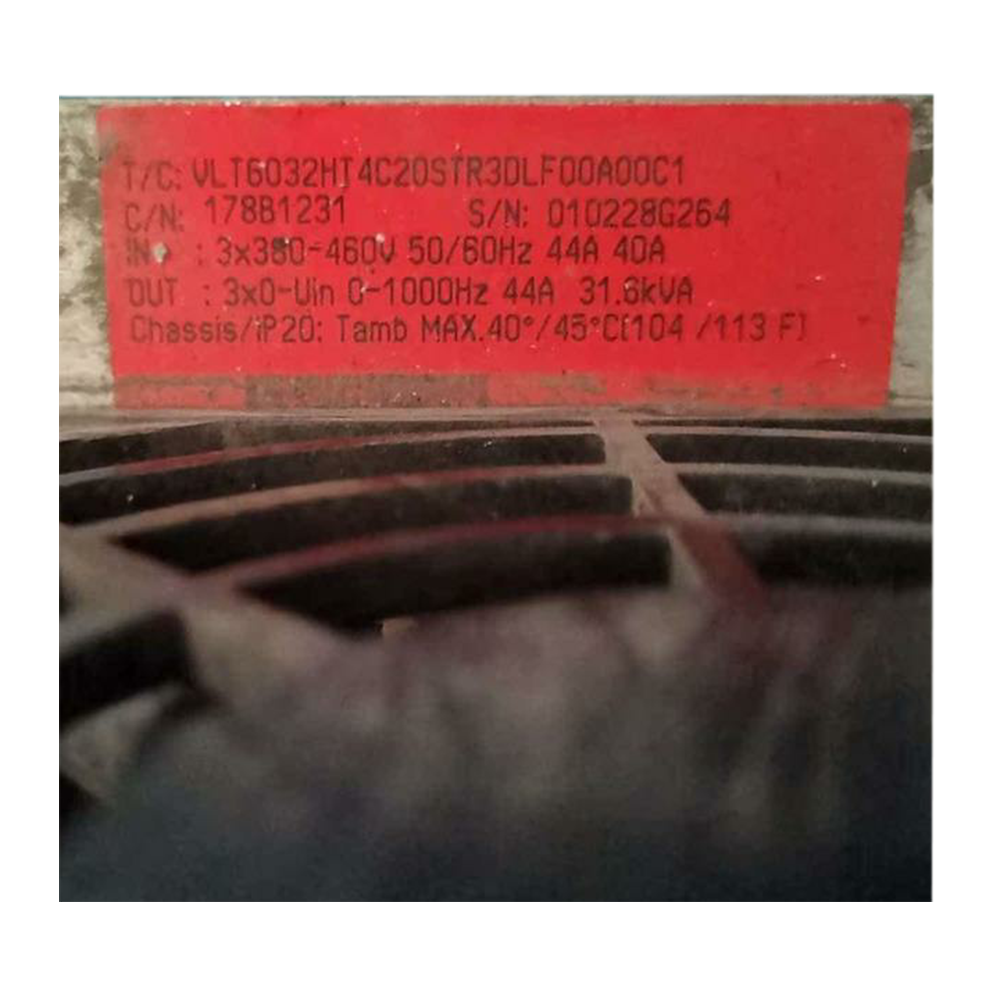 T/C: VLT6032HT4C20STR3DLF00A00C1
C/N: 178B1231 S/N: 010228G264
IN : 3x380-460V 50/60Hz 44A 40A
OUT : 3x0-Uin 0-1000Hz 44A 31.6kVA
Chassis/IP20: Tamb MAX.40°/45°C(104 /113 F)